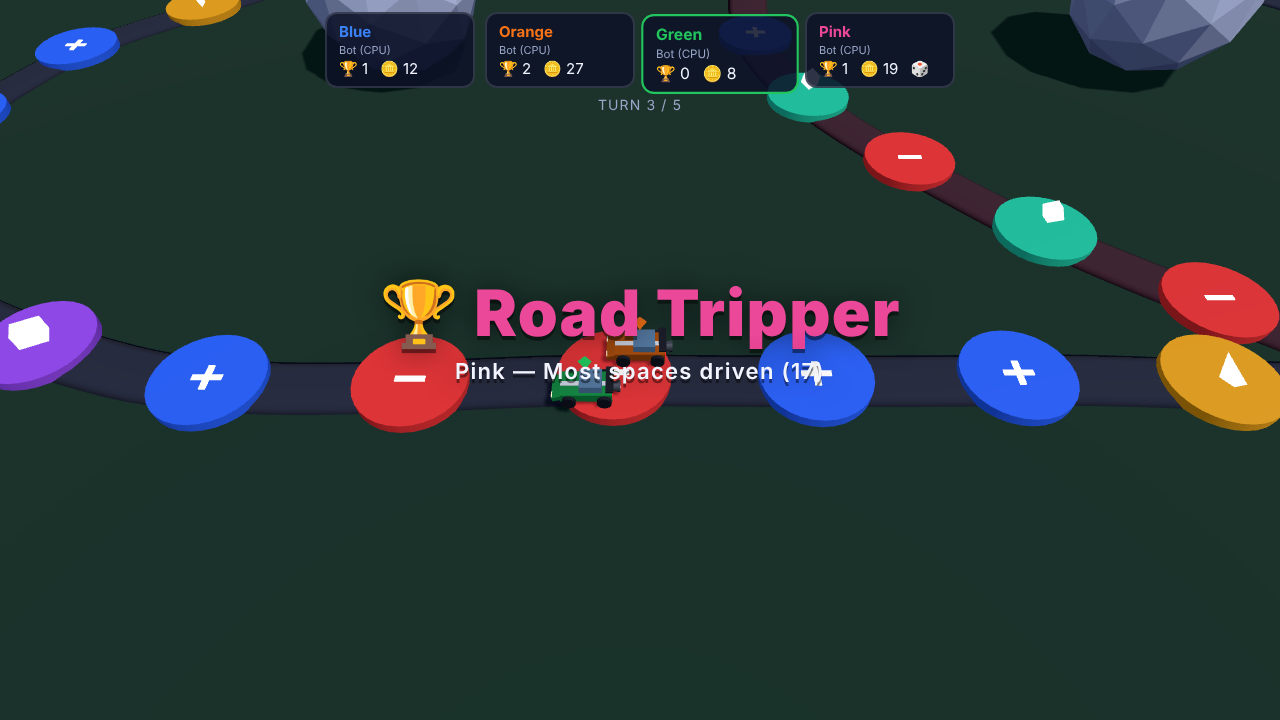 Blue
Bot (CPU)
🏆 1 🪙 12
Orange
Bot (CPU)
🏆 2 🪙 27
Green
Bot (CPU)
🏆 0 🪙 8
Pink
Bot (CPU)
🏆 1 🪙 19 🎲
TURN 3 / 5
🏆 Road Tripper
Pink — Most spaces driven (17)